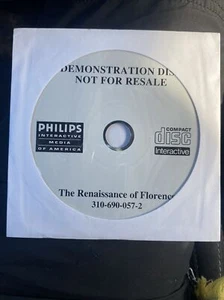 DEMONSTRATION DIS
NOT FOR RESALE
PHILIPS
INTERACTIVE
MEDIA
OF AMERICA
COMPACT
disc
Interactive
The Renaissance of Florenc
310-690-057-2